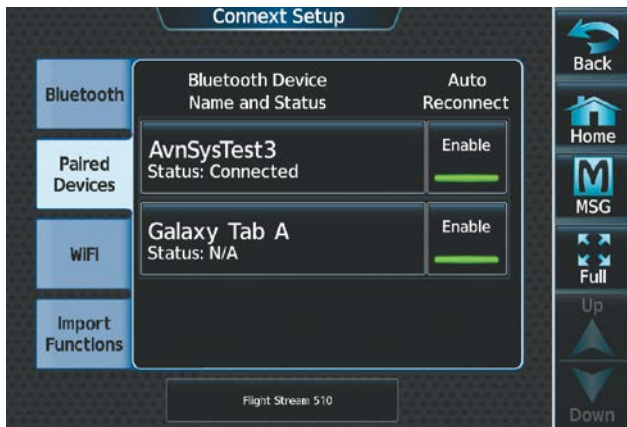 Connext Setup
Back
Bluetooth
Bluetooth Device
Name and Status
Auto
Reconnect
Home
AvnSysTest3
Status: Connected
Enable
Paired
Devices
MSG
Galaxy Tab A
Status: N/A
Enable
WiFi
Full
Import
Functions
Up
Flight Stream 510
Down